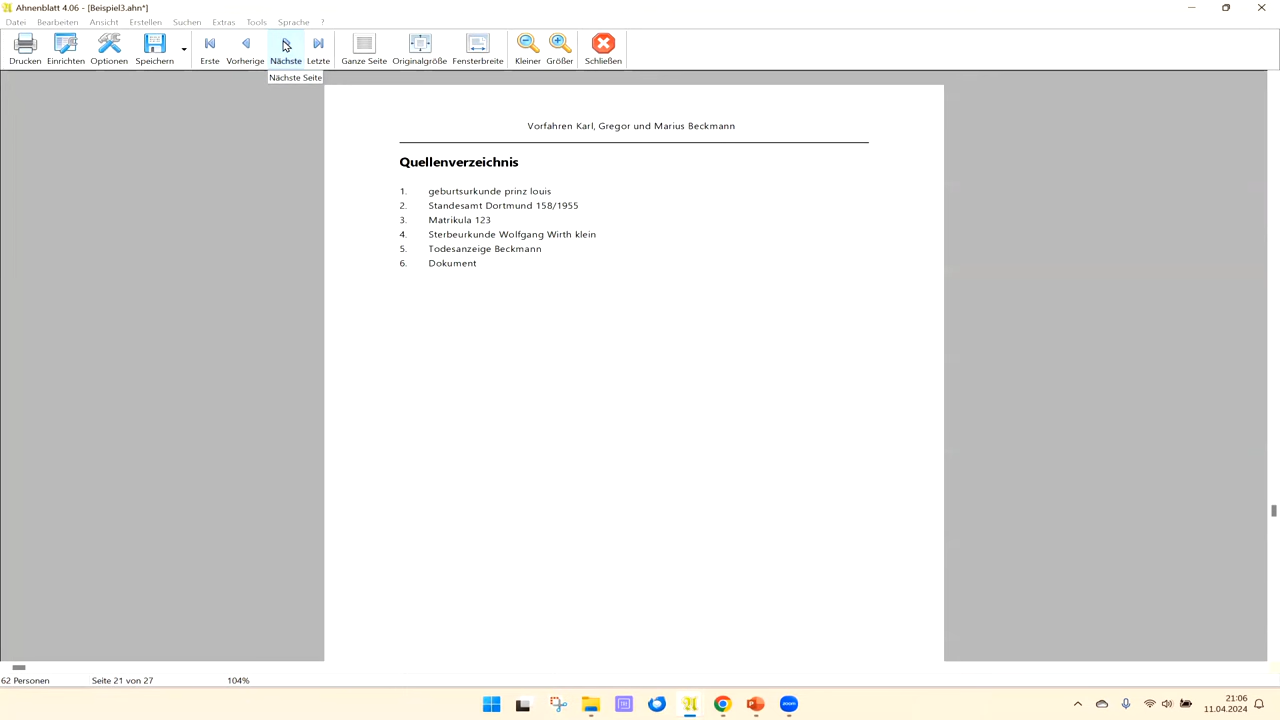 Ahnenblatt 4.06 - [Beispiel3.ahn*]
Datei Bearbeiten Ansicht Erstellen Suchen Extras Tools Sprache ?
Drucken Einrichten Optionen Speichern Erste Vorherige Nächste Letzte Ganze Seite Originalgröße Fensterbreite Kleiner Größer Schließen
Nächste Seite
Vorfahren Karl, Gregor und Marius Beckmann
Quellenverzeichnis
1. geburtsurkunde prinz louis
2. Standesamt Dortmund 158/1955
3. Matrikula 123
4. Sterbeurkunde Wolfgang Wirth klein
5. Todesanzeige Beckmann
6. Dokument
62 Personen Seite 21 von 27 104%
zoom
21:06
11.04.2024